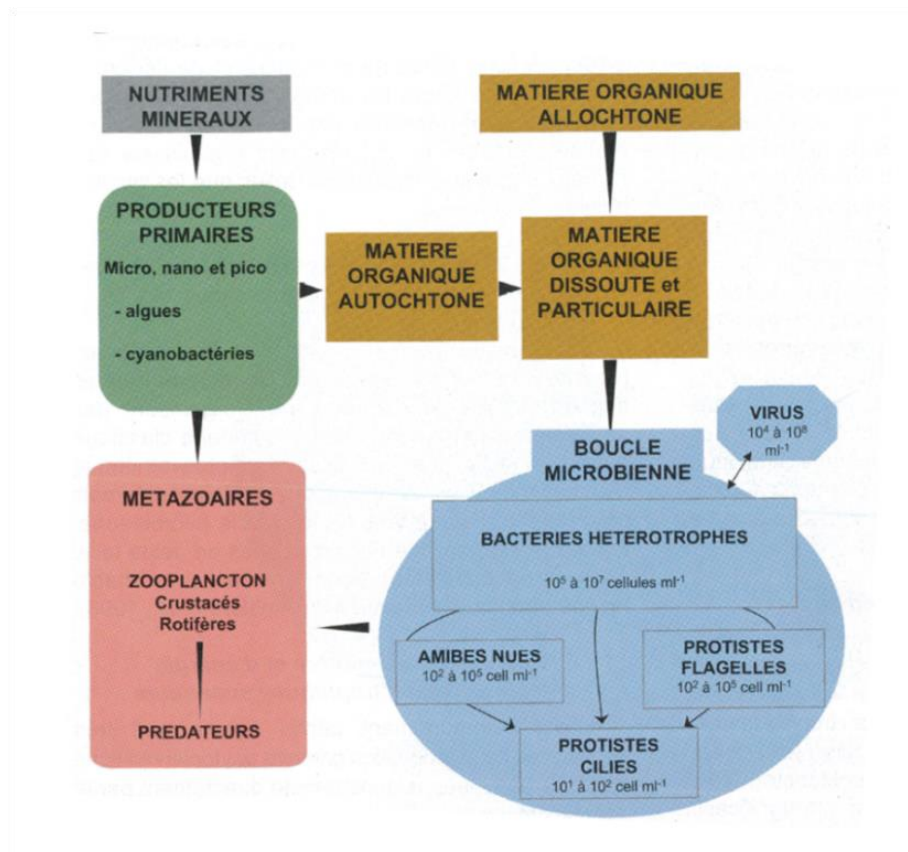 NUTRIMENTS
MINERAUX
MATIERE ORGANIQUE
ALLOCHTONE
PRODUCTEURS
PRIMAIRES
Micro, nano et pico
- algues
- cyanobactéries
MATIERE
ORGANIQUE
AUTOCHTONE
MATIERE
ORGANIQUE
DISSOUTE et
PARTICULAIRE
VIRUS
10⁴ à 10⁸
ml⁻¹
BOUCLE
MICROBIENNE
BACTERIES HETEROTROPHES
10⁵ à 10⁷ cellules ml⁻¹
METAZOAIRES
ZOOPLANCTON
Crustacés
Rotifères
PREDATEURS
AMIBES NUES
10² à 10⁵ cell ml⁻¹
PROTISTES
FLAGELLES
10² à 10⁵ cell ml⁻¹
PROTISTES
CILIES
10¹ à 10² cell ml⁻¹